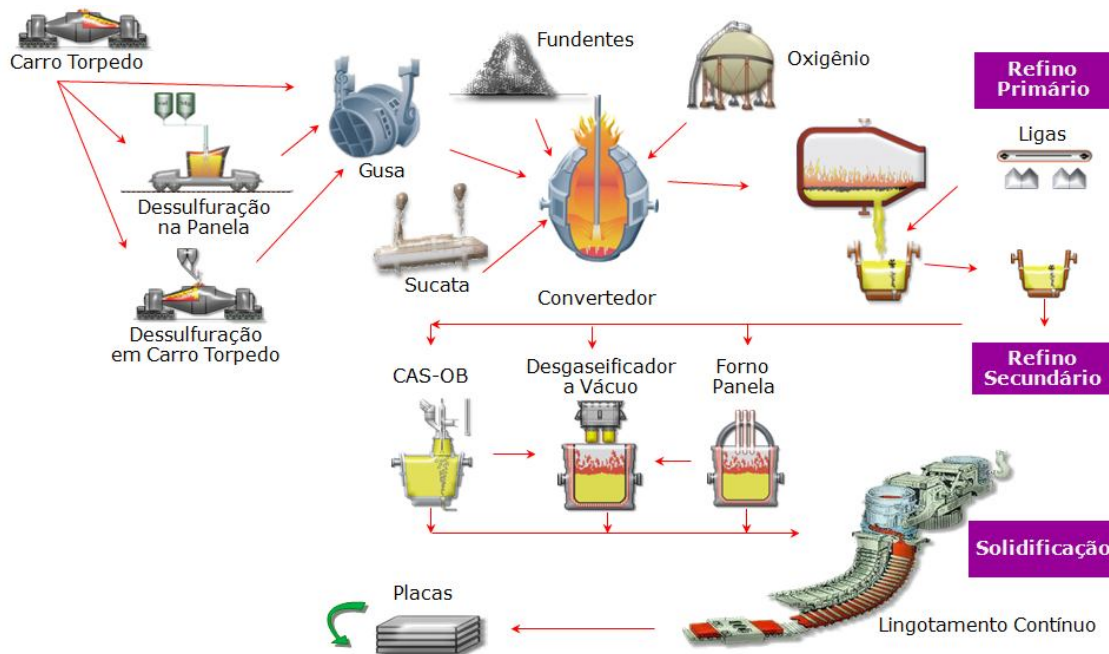 Carro Torpedo
Fundentes
Oxigênio
Refino
Primário
Ligas
Gusa
Dessulfuração
na Panela
Sucata
Convertedor
Dessulfuração
em Carro Torpedo
CAS-OB
Desgaseificador
a Vácuo
Forno
Panela
Refino
Secundário
Solidificação
Placas
Lingotamento Contínuo